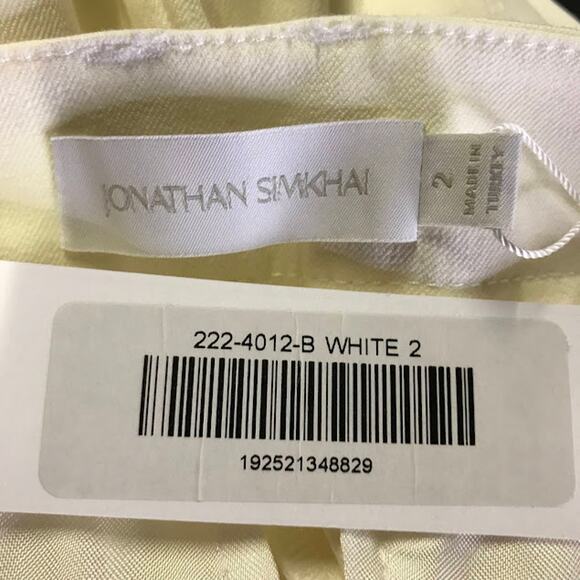 JONATHAN SIMKHAI
2
MADE IN
TURKEY
222-4012-B WHITE 2
192521348829